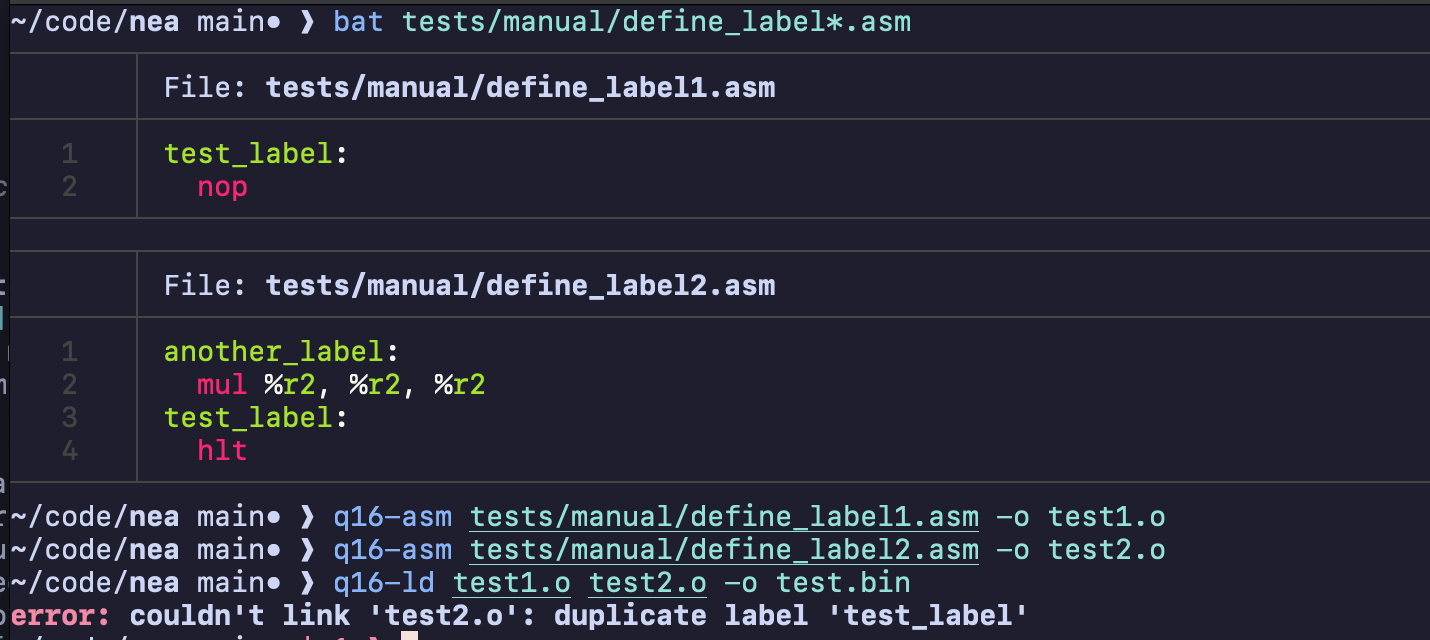 ~/code/nea main• ❯ bat tests/manual/define_label*.asm
File: tests/manual/define_label1.asm
1 test_label:
2   nop
File: tests/manual/define_label2.asm
1 another_label:
2   mul %r2, %r2, %r2
3 test_label:
4   hlt
~/code/nea main• ❯ q16-asm tests/manual/define_label1.asm -o test1.o
~/code/nea main• ❯ q16-asm tests/manual/define_label2.asm -o test2.o
~/code/nea main• ❯ q16-ld test1.o test2.o -o test.bin
error: couldn't link 'test2.o': duplicate label 'test_label'